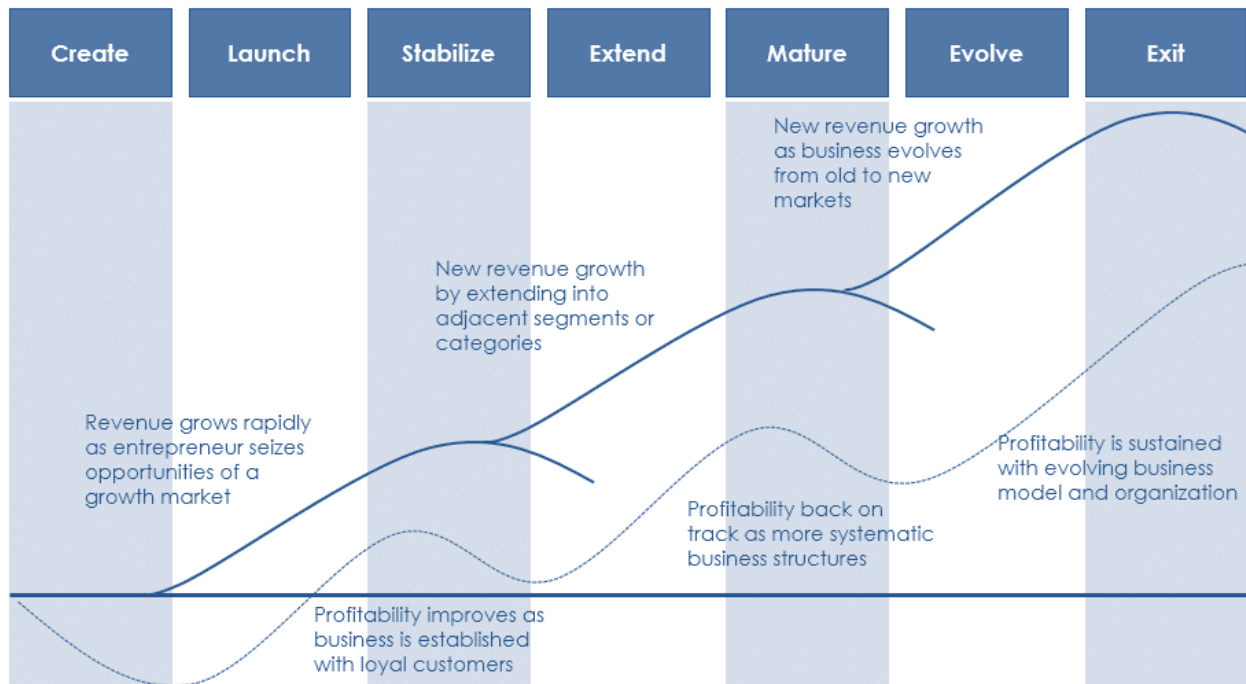 Create
Launch
Stabilize
Extend
Mature
Evolve
Exit
New revenue growth
as business evolves
from old to new
markets
New revenue growth
by extending into
adjacent segments or
categories
Revenue grows rapidly
as entrepreneur seizes
opportunities of a
growth market
Profitability is sustained
with evolving business
model and organization
Profitability back on
track as more systematic
business structures
Profitability improves as
business is established
with loyal customers